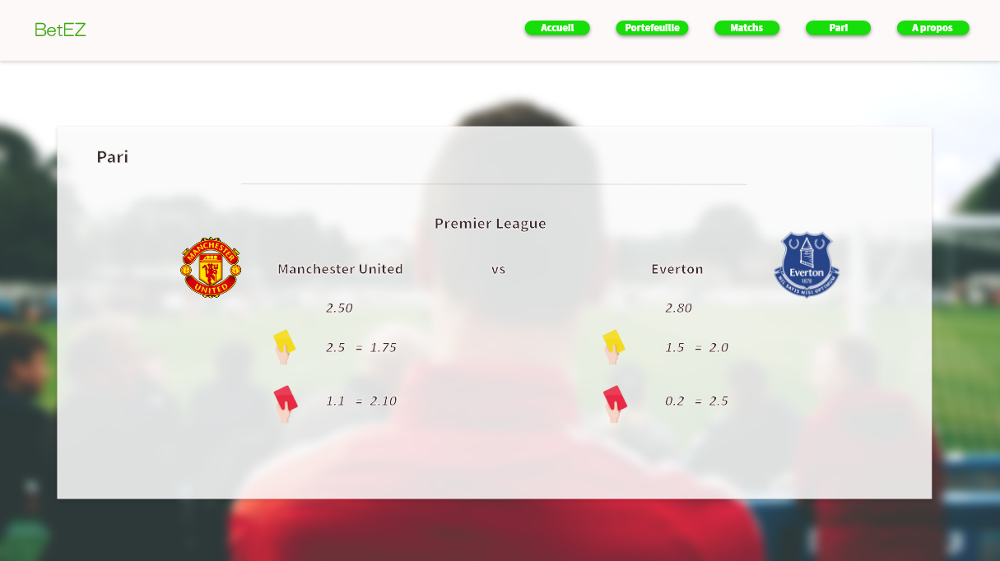 BetEZ
Accueil Portefeuille Matchs Pari A propos
Pari
Premier League
MANCHESTER
UNITED
Manchester United vs Everton
Everton
1878
NIL SATIS NISI OPTIMUM
2.50 2.80
2.5 = 1.75 1.5 = 2.0
1.1 = 2.10 0.2 = 2.5